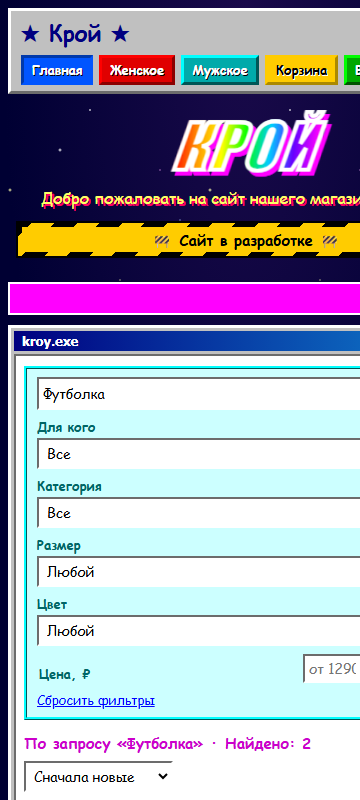 ★ Крой ★
Главная Женское Мужское Корзина
КРОЙ
Добро пожаловать на сайт нашего магази
🚧 Сайт в разработке 🚧
kroy.exe
Футболка
Для кого
Все
Категория
Все
Размер
Любой
Цвет
Любой
Цена, ₽ от 1290
Сбросить фильтры
По запросу «Футболка» · Найдено: 2
Сначала новые